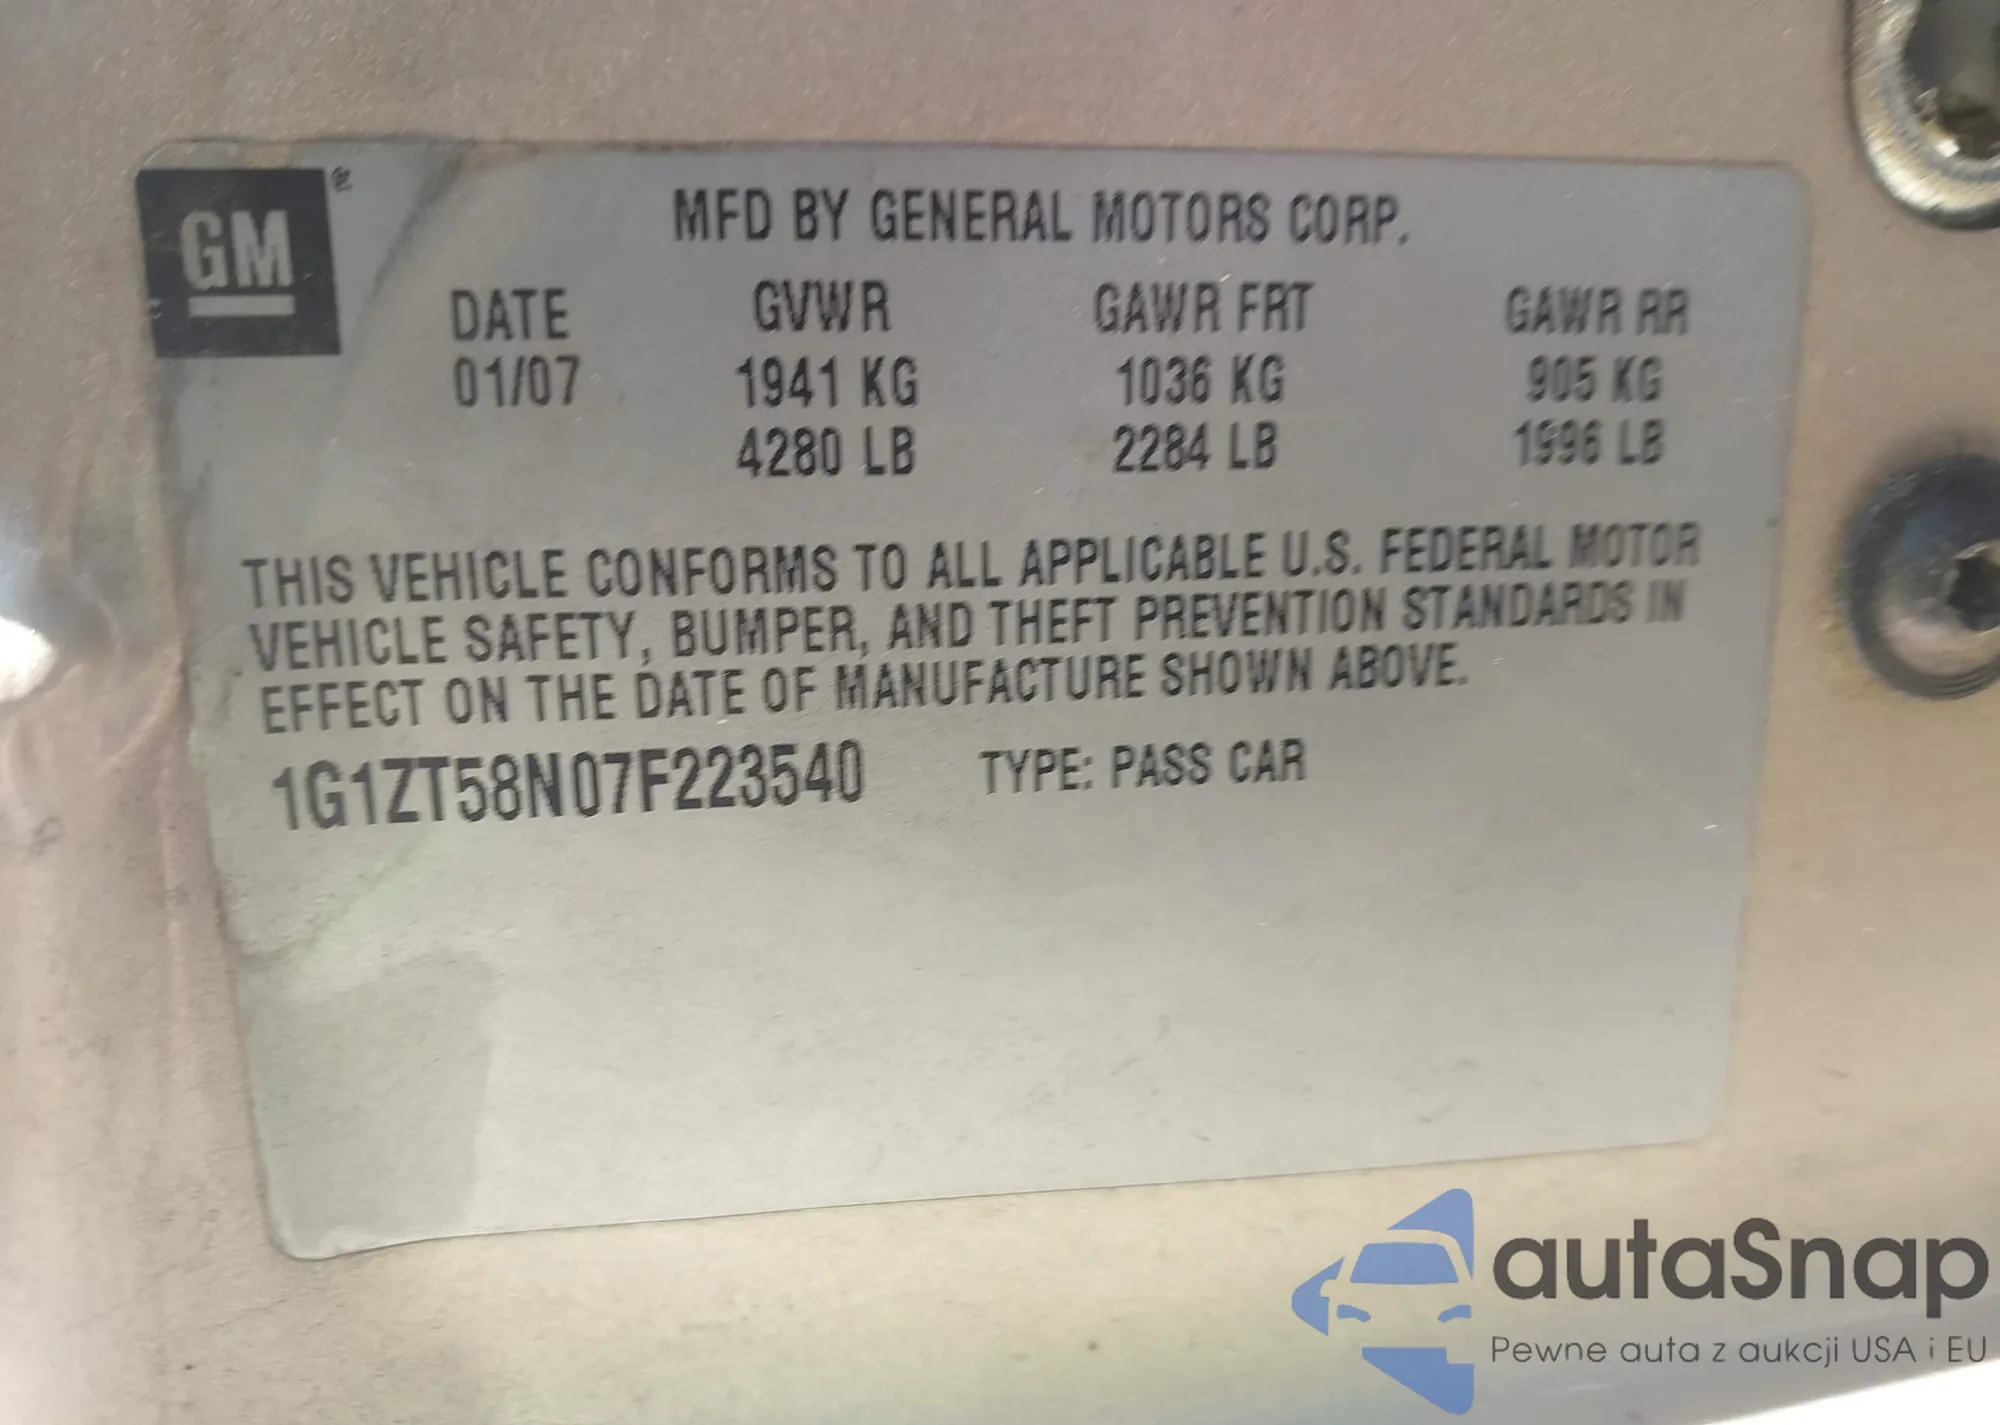 GM
MFD BY GENERAL MOTORS CORP.
DATE GVWR GAWR FRT GAWR RR
01/07 1941 KG 1036 KG 905 KG
4280 LB 2284 LB 1996 LB
THIS VEHICLE CONFORMS TO ALL APPLICABLE U.S. FEDERAL MOTOR
VEHICLE SAFETY, BUMPER, AND THEFT PREVENTION STANDARDS IN
EFFECT ON THE DATE OF MANUFACTURE SHOWN ABOVE.
1G1ZT58N07F223540 TYPE: PASS CAR
autaSnap
Pewne auta z aukcji USA i EU